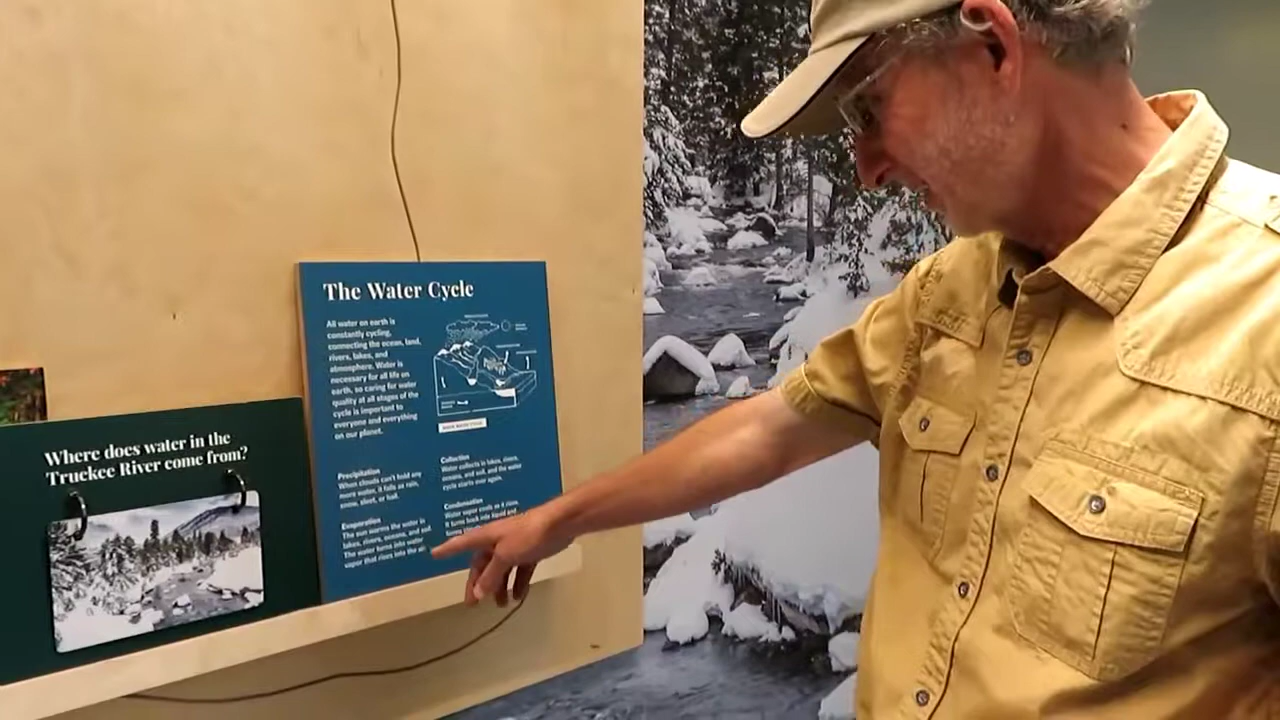 The Water Cycle
All water on earth is
constantly cycling,
connecting the ocean, land,
rivers, lakes, and
atmosphere. Water is
necessary for all life on
earth, so caring for water
quality at all stages of the
cycle is important to
everyone and everything
on our planet.
Precipitation
When clouds can't hold any
more water, it falls as rain,
snow, sleet, or hail.
Evaporation
The sun warms the water in
lakes, rivers, oceans, and soil.
The water turns into water
vapor that rises into the air.
Collection
Water collects in lakes, rivers,
oceans, and soil, and the water
cycle starts over again.
Condensation
Water vapor cools as it rises.
It turns back into liquid and
Where does water in the
Truckee River come from?